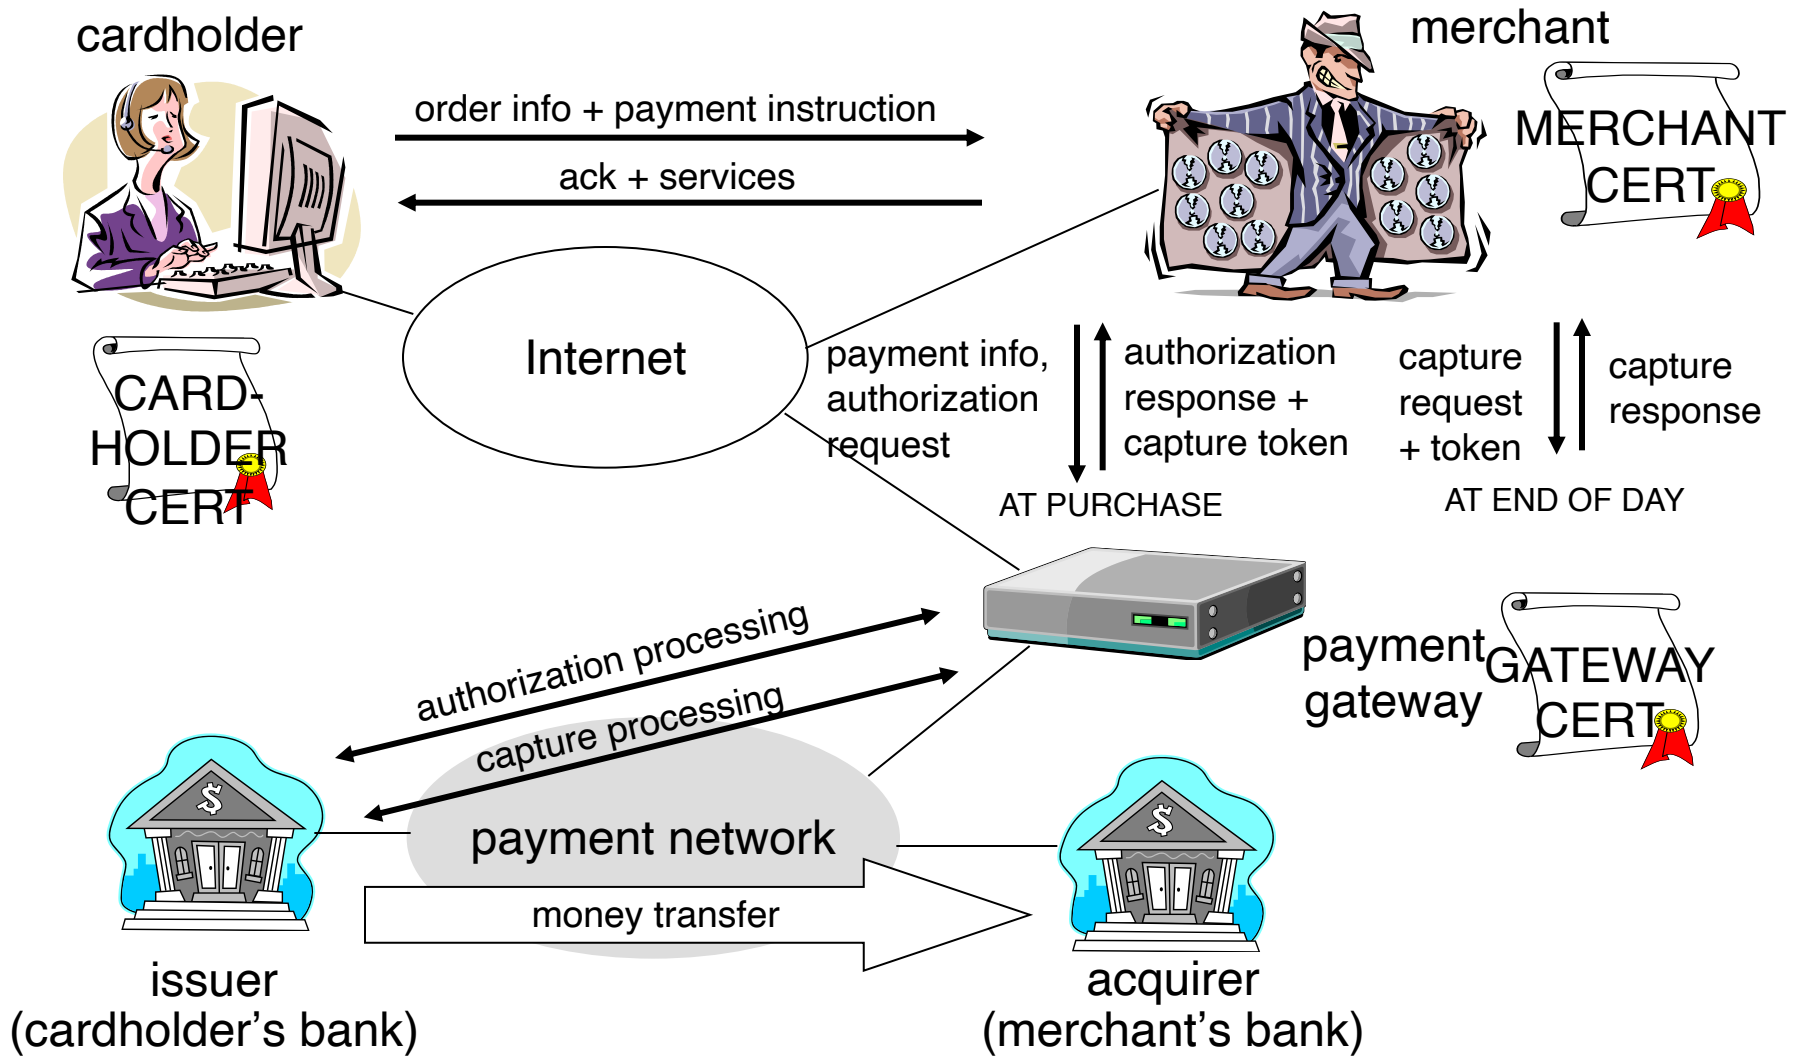 cardholder
merchant
order info + payment instruction
ack + services
MERCHANT
CERT
Internet
CARD-
HOLDER
CERT
payment info,
authorization
request
authorization
response +
capture token
capture
request
+ token
capture
response
AT PURCHASE
AT END OF DAY
authorization processing
capture processing
payment
gateway
GATEWAY
CERT
$
$
payment network
money transfer
issuer
(cardholder's bank)
acquirer
(merchant's bank)